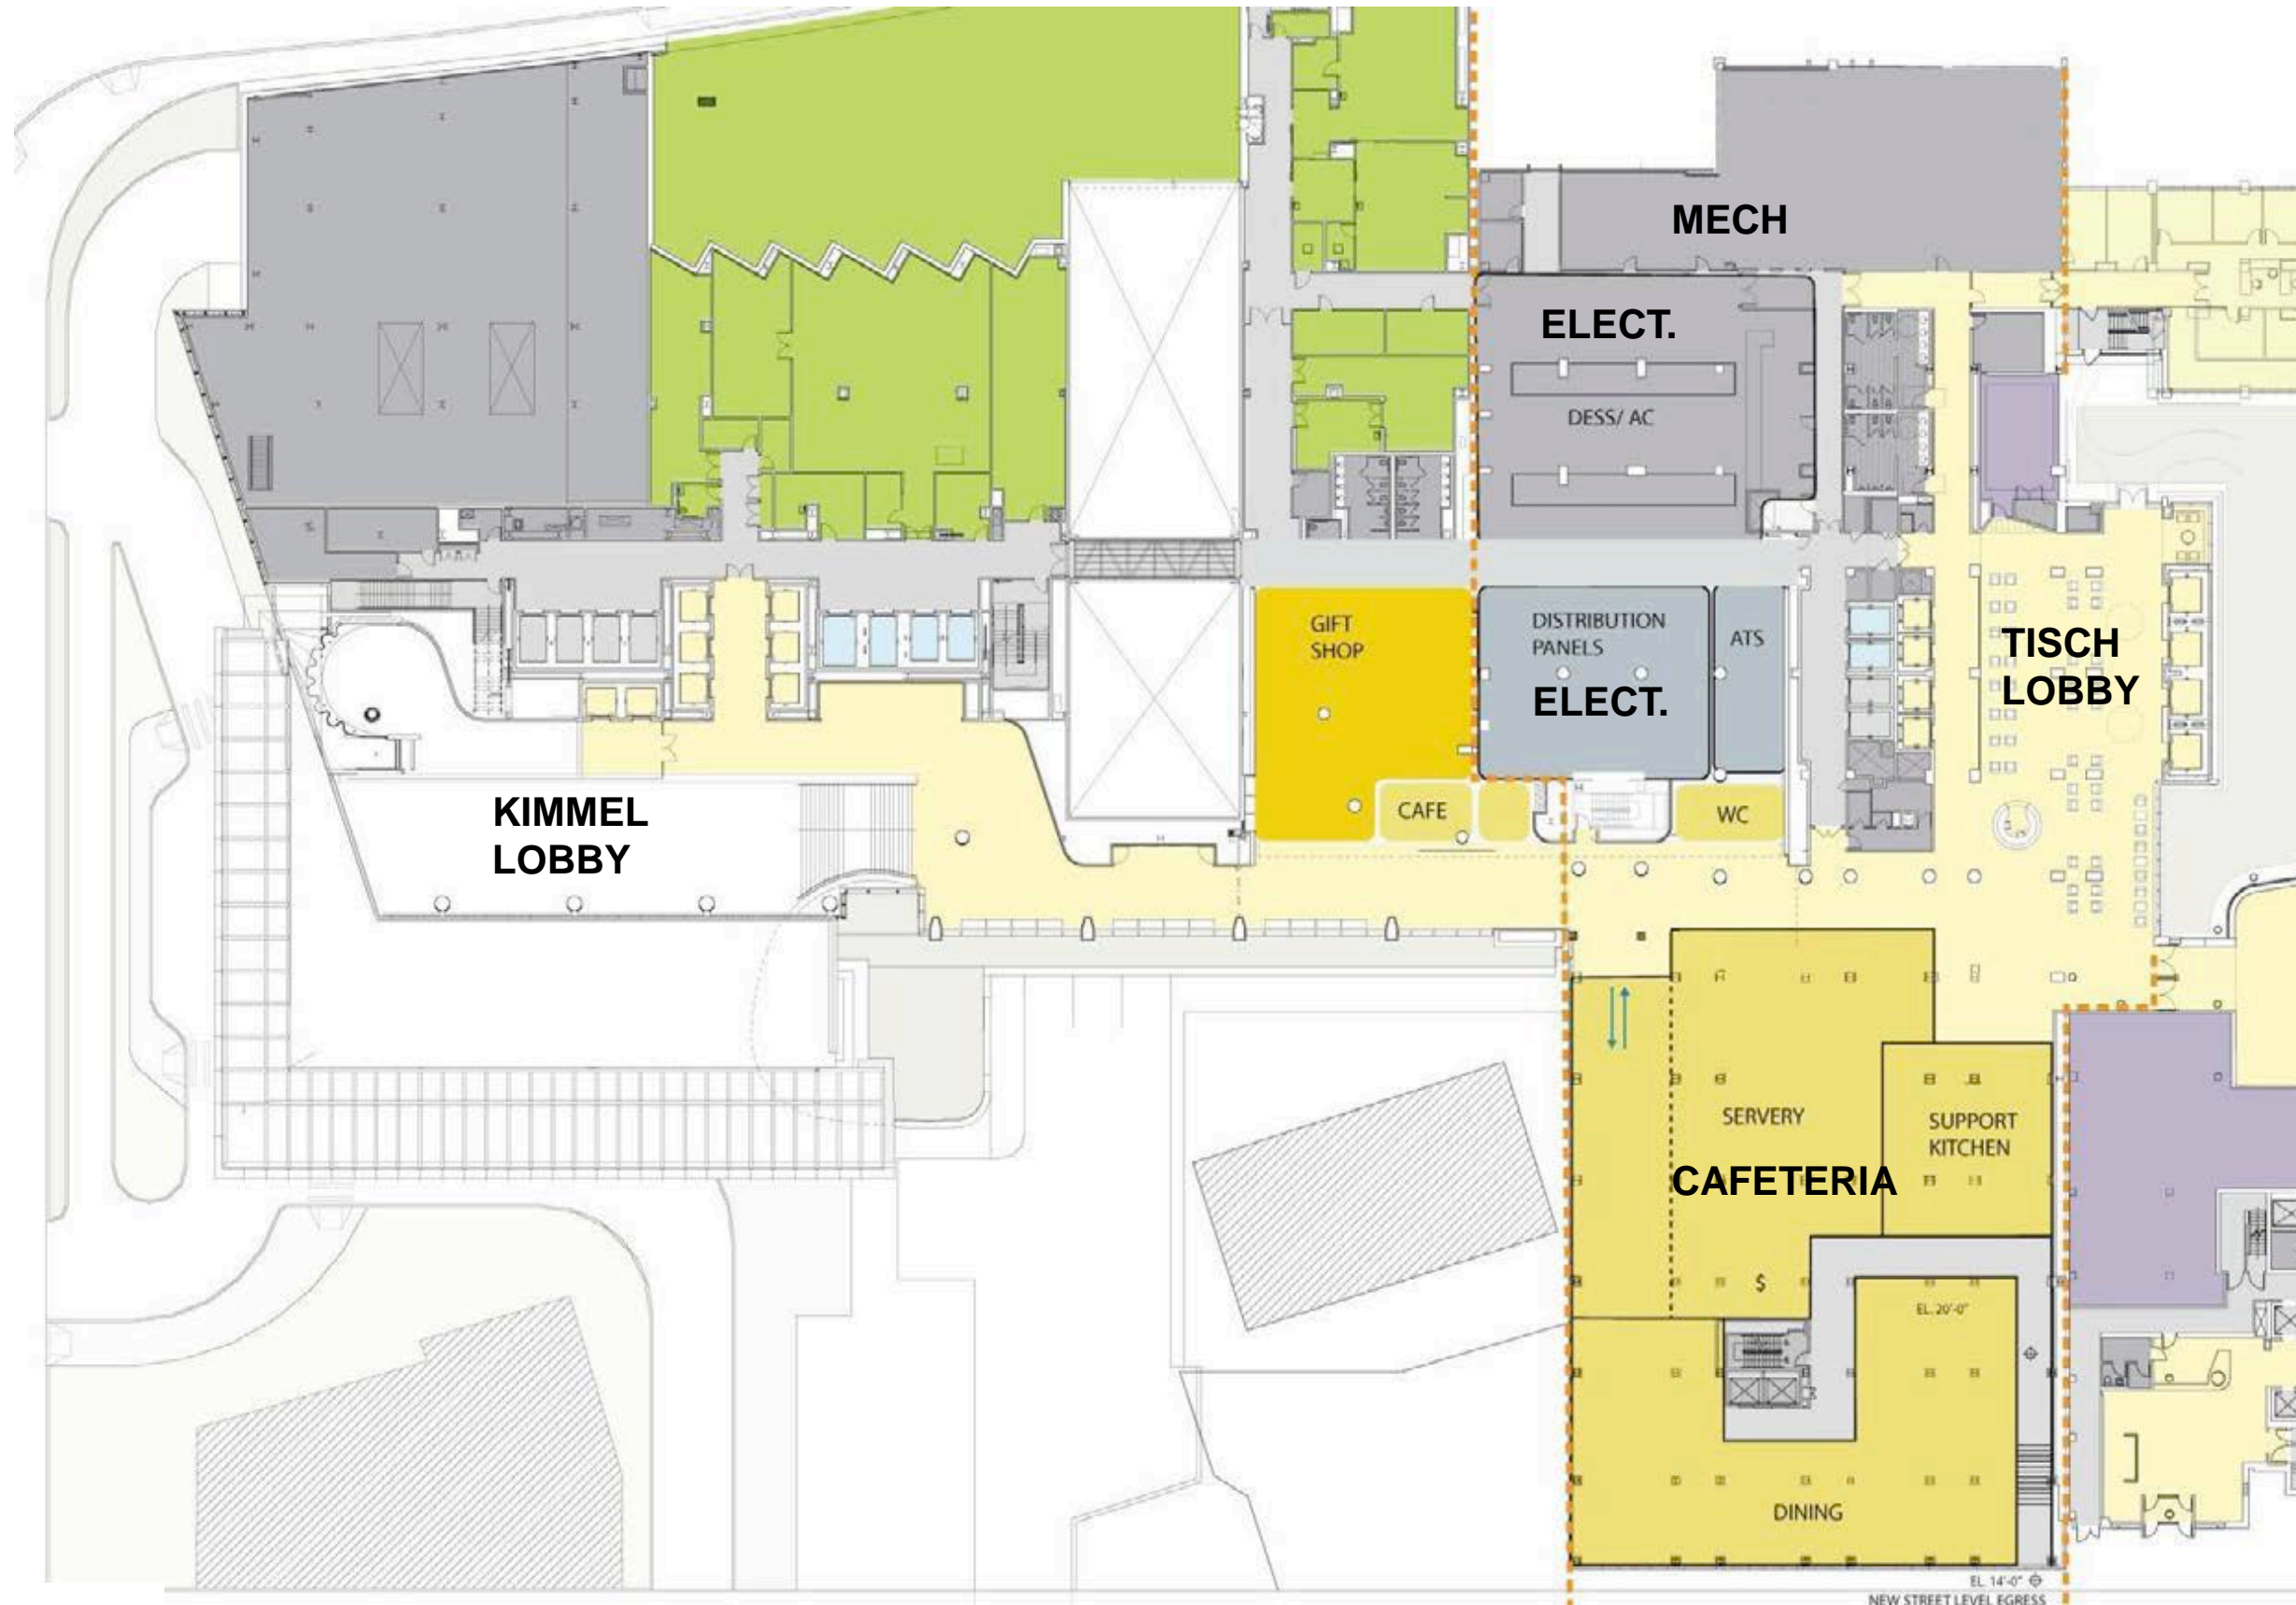 MECH
ELECT.
DESS/ AC
GIFT
SHOP
DISTRIBUTION
PANELS
ATS
ELECT.
TISCH
LOBBY
KIMMEL
LOBBY
CAFE
WC
SERVERY
SUPPORT
KITCHEN
CAFETERIA
$
EL. 20'-0"
DINING
EL. 14'-0"
NEW STREET LEVEL EGRESS